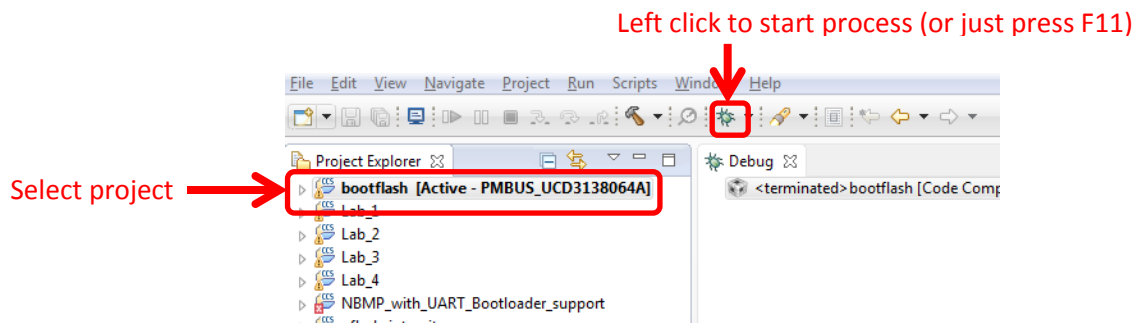 Left click to start process (or just press F11)
File Edit View Navigate Project Run Scripts Window Help
Project Explorer
Debug
Select project
bootflash [Active - PMBUS_UCD3138064A]
<terminated> bootflash [Code Comp
Lab_1
Lab_2
Lab_3
Lab_4
NBMP_with_UART_Bootloader_support